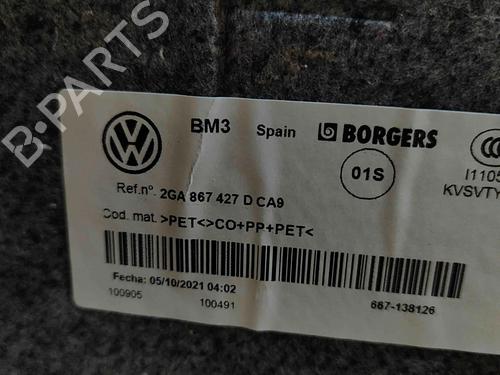 B-PARTS
BM3 Spain BORGERS
01S
I1105
KVSVTY
Ref.nº. 2GA 867 427 D CA9
Cod. mat. >PET<>CO+PP+PET<
Fecha: 05/10/2021 04:02
100905 100491 667-138126